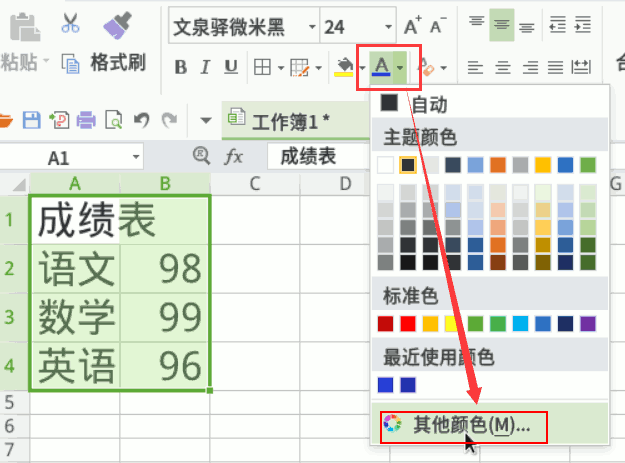 文泉驿微米黑 24 A+ A-
粘贴 格式刷 B I U A
自动
工作簿1 *
主题颜色
A1 fx 成绩表
A B C D G
1 成绩表
2 语文 98
3 数学 99
标准色
4 英语 96
最近使用颜色
5
6 其他颜色(M)...
7